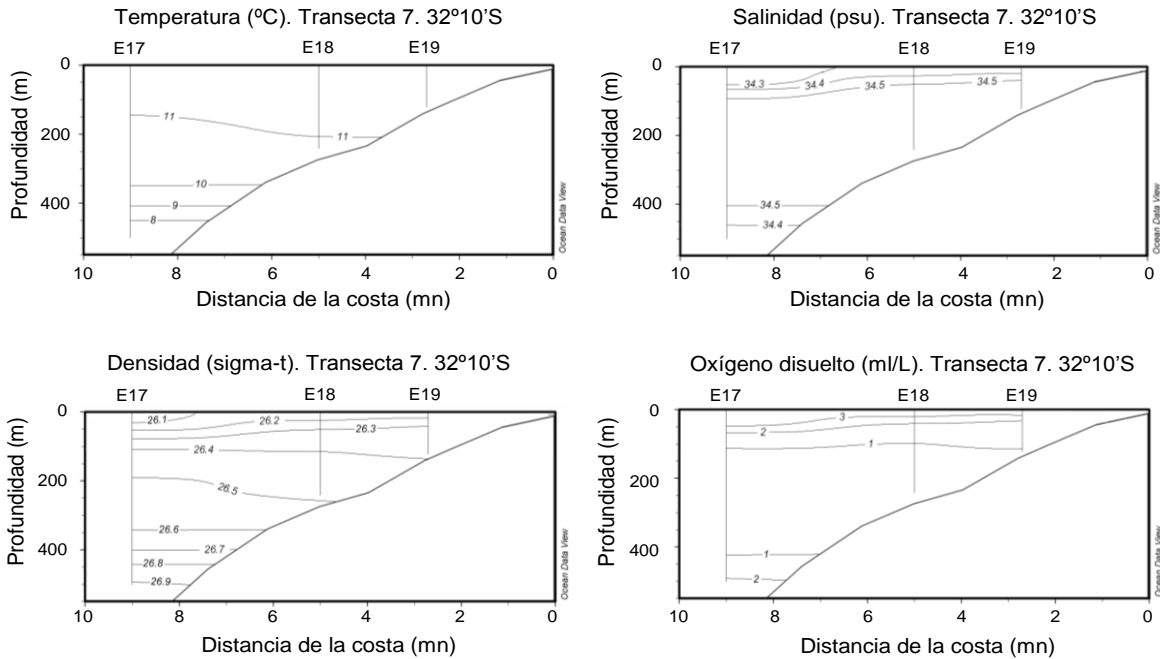 Temperatura (ºC). Transecta 7. 32º10'S
E17 E18 E19
0
200
400
Profundidad (m)
11
11
10
9
8
10 8 6 4 2 0
Distancia de la costa (mn)
Ocean Data View
Salinidad (psu). Transecta 7. 32º10'S
E17 E18 E19
0
200
400
Profundidad (m)
34.3 34.4 34.5 34.5
34.5
34.4
10 8 6 4 2 0
Distancia de la costa (mn)
Ocean Data View
Densidad (sigma-t). Transecta 7. 32º10'S
E17 E18 E19
0
200
400
Profundidad (m)
26.1 26.2 26.3
26.4
26.5
26.6
26.7
26.8
26.9
10 8 6 4 2 0
Distancia de la costa (mn)
Oxígeno disuelto (ml/L). Transecta 7. 32º10'S
E17 E18 E19
0
200
400
Profundidad (m)
3
2
1
1
2
10 8 6 4 2 0
Distancia de la costa (mn)
Ocean Data View